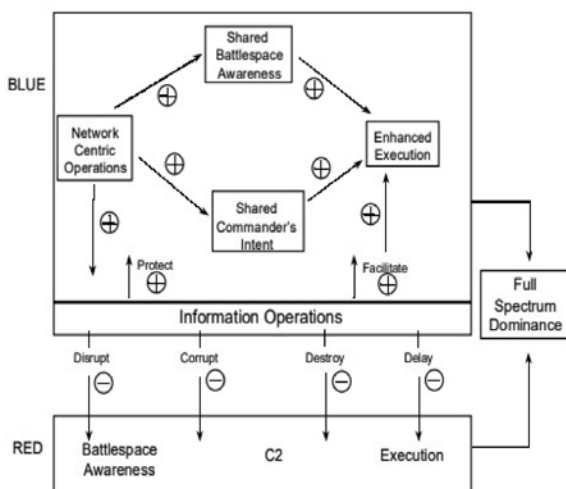 BLUE
Shared
Battlespace
Awareness
Network
Centric
Operations
Enhanced
Execution
Shared
Commander's
Intent
Protect
Facilitate
Full
Spectrum
Dominance
Information Operations
Disrupt
Corrupt
Destroy
Delay
RED
Battlespace
Awareness
C2
Execution